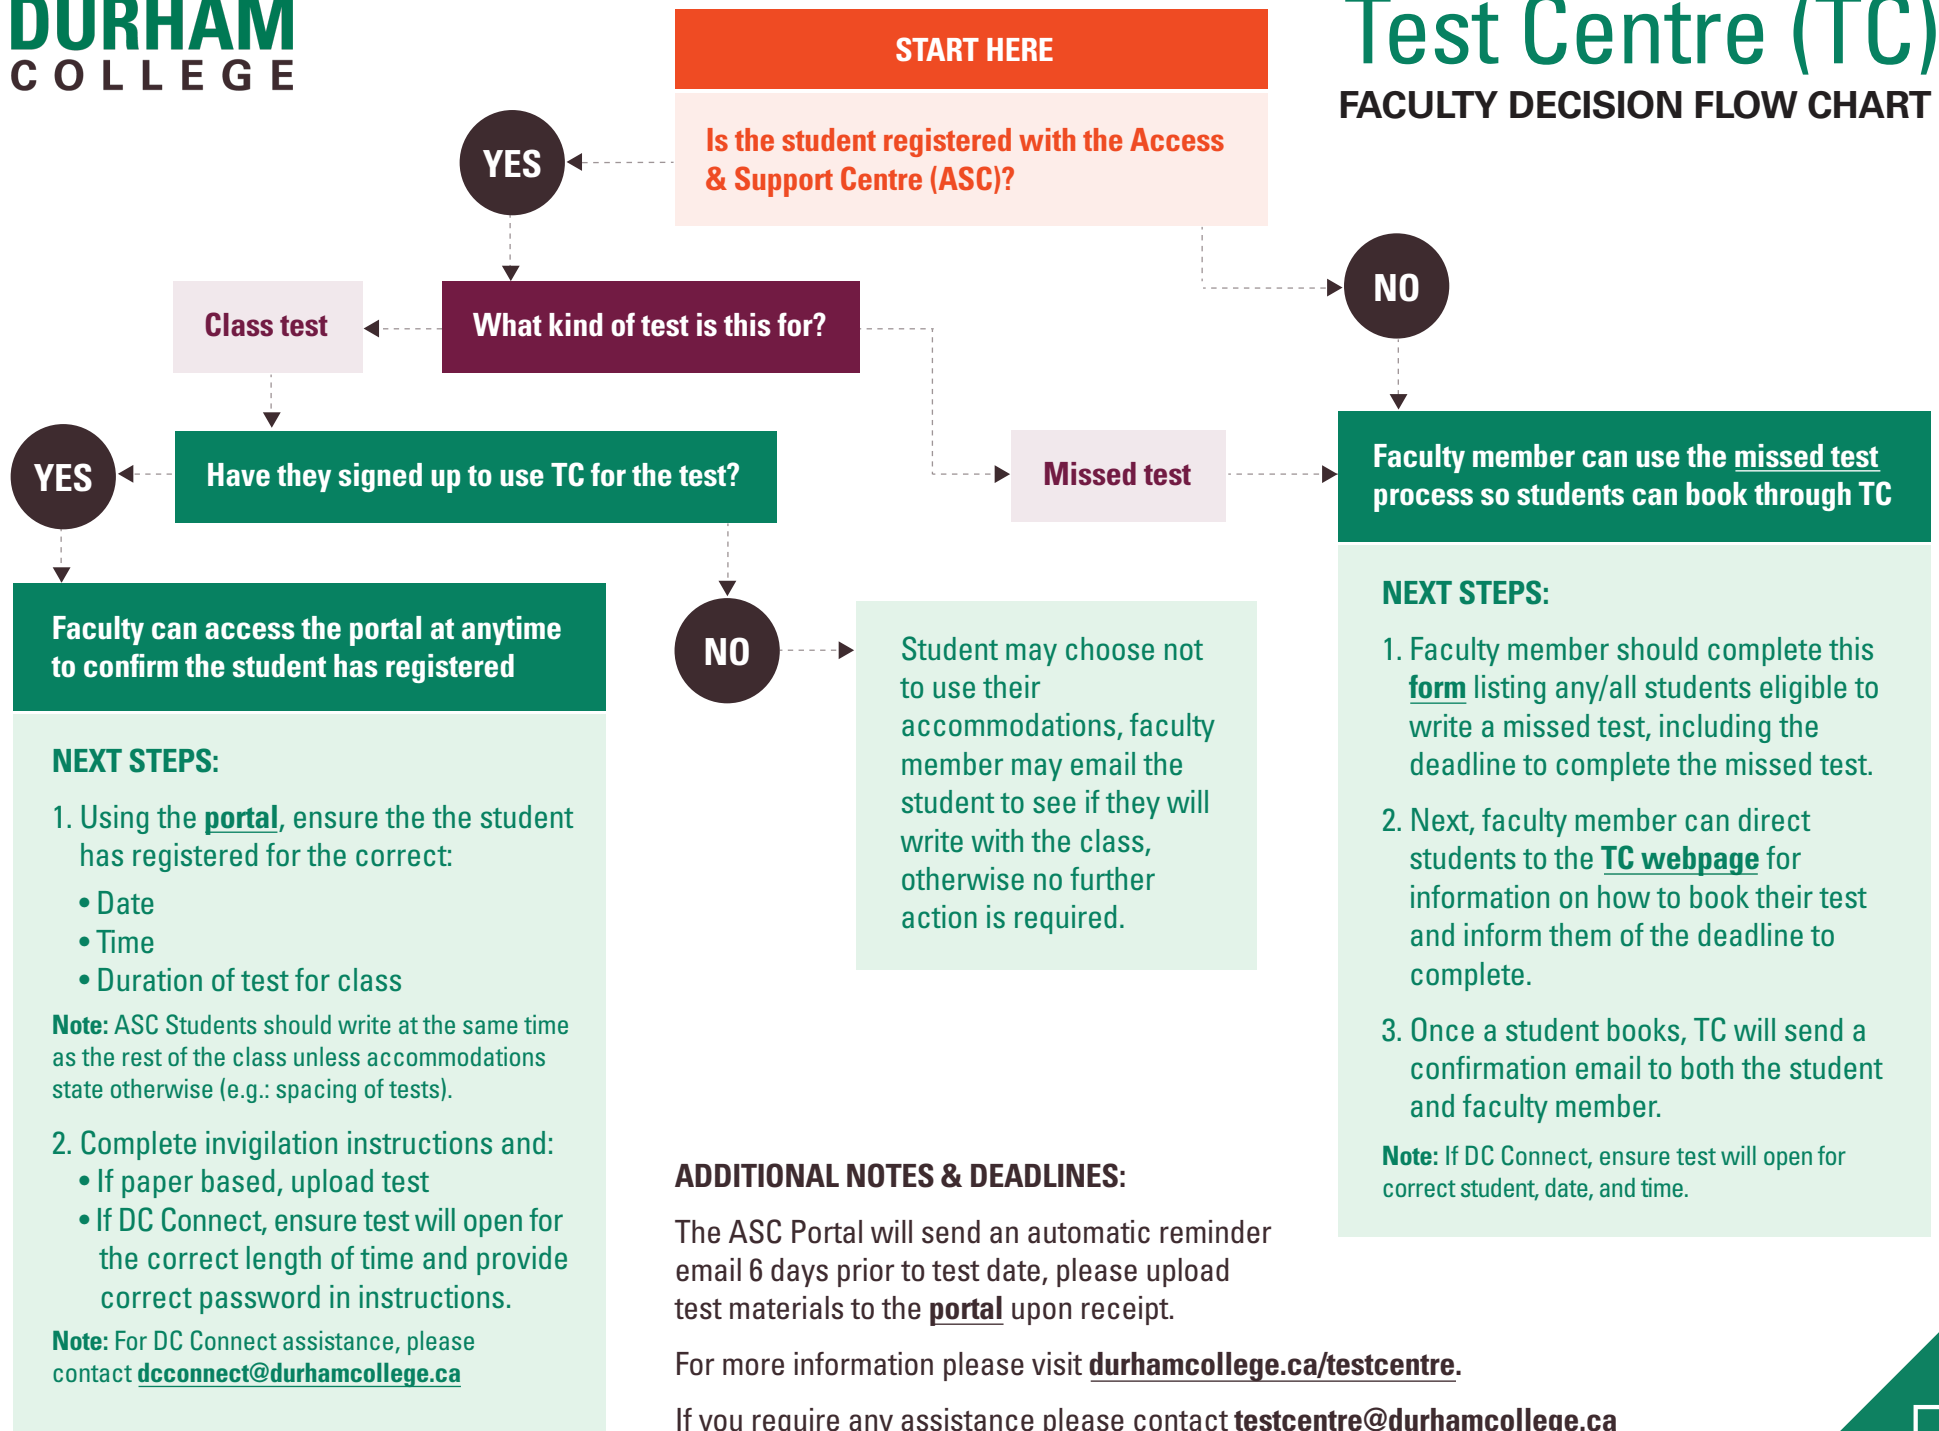 DURHAM
COLLEGE
Test Centre (TC)
FACULTY DECISION FLOW CHART
START HERE
Is the student registered with the Access
& Support Centre (ASC)?
YES
NO
Class test
What kind of test is this for?
YES
Have they signed up to use TC for the test?
Missed test
Faculty member can use the missed test
process so students can book through TC
Faculty can access the portal at anytime
to confirm the student has registered
NEXT STEPS:
1. Using the portal, ensure the the student
has registered for the correct:
• Date
• Time
• Duration of test for class
Note: ASC Students should write at the same time
as the rest of the class unless accommodations
state otherwise (e.g.: spacing of tests).
2. Complete invigilation instructions and:
• If paper based, upload test
• If DC Connect, ensure test will open for
the correct length of time and provide
correct password in instructions.
Note: For DC Connect assistance, please
contact dcconnect@durhamcollege.ca
NO
Student may choose not
to use their
accommodations, faculty
member may email the
student to see if they will
write with the class,
otherwise no further
action is required.
NEXT STEPS:
1. Faculty member should complete this
form listing any/all students eligible to
write a missed test, including the
deadline to complete the missed test.
2. Next, faculty member can direct
students to the TC webpage for
information on how to book their test
and inform them of the deadline to
complete.
3. Once a student books, TC will send a
confirmation email to both the student
and faculty member.
Note: If DC Connect, ensure test will open for
correct student, date, and time.
ADDITIONAL NOTES & DEADLINES:
The ASC Portal will send an automatic reminder
email 6 days prior to test date, please upload
test materials to the portal upon receipt.
For more information please visit durhamcollege.ca/testcentre.
If you require any assistance please contact testcentre@durhamcollege.ca